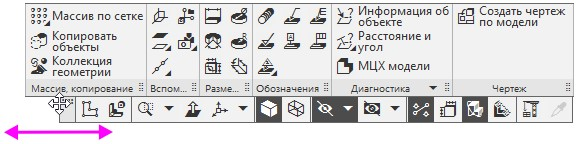 Массив по сетке
Копировать
объекты
Коллекция
геометрии
Массив, копирование
Вспом...
Разме...
Обозначения
Информация об
объекте
Расстояние и
угол
МЦХ модели
Диагностика
Создать чертеж
по модели
Чертеж